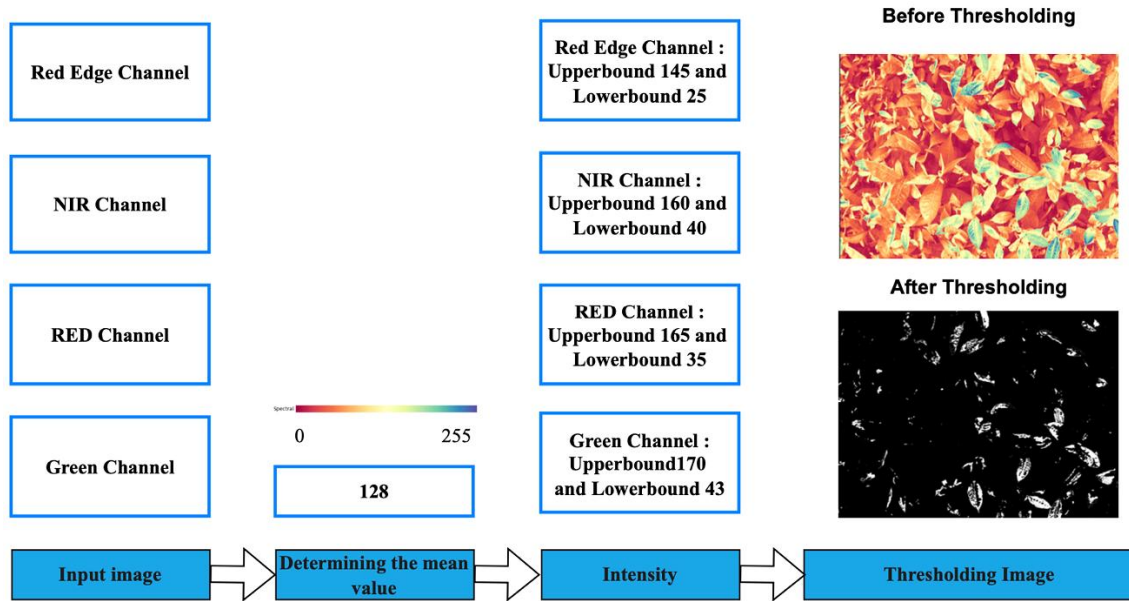 Red Edge Channel
NIR Channel
RED Channel
Green Channel
Spectral
0 255
128
Red Edge Channel :
Upperbound 145 and
Lowerbound 25
NIR Channel :
Upperbound 160 and
Lowerbound 40
RED Channel :
Upperbound 165 and
Lowerbound 35
Green Channel :
Upperbound170
and Lowerbound 43
Before Thresholding
After Thresholding
Input image
Determining the mean
value
Intensity
Thresholding Image